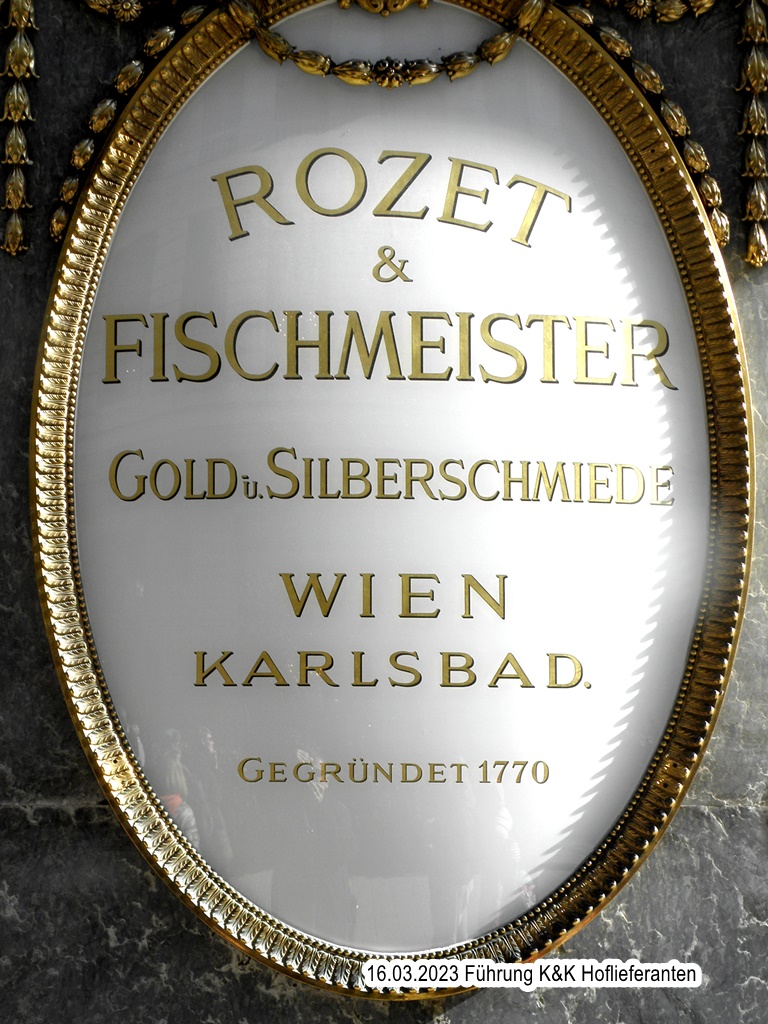 ROZET
&
FISCHMEISTER
GOLD u. SILBERSCHMIEDE
WIEN
KARLSBAD.
GEGRÜNDET 1770
16.03.2023 Führung K&K Hoflieferanten